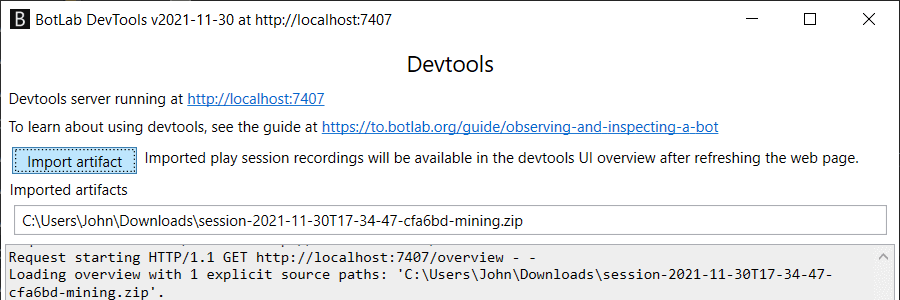 B BotLab DevTools v2021-11-30 at http://localhost:7407
Devtools
Devtools server running at http://localhost:7407
To learn about using devtools, see the guide at https://to.botlab.org/guide/observing-and-inspecting-a-bot
Import artifact Imported play session recordings will be available in the devtools UI overview after refreshing the web page.
Imported artifacts
C:\Users\John\Downloads\session-2021-11-30T17-34-47-cfa6bd-mining.zip
Request starting HTTP/1.1 GET http://localhost:7407/overview - -
Loading overview with 1 explicit source paths: 'C:\Users\John\Downloads\session-2021-11-30T17-34-47-
cfa6bd-mining.zip'.